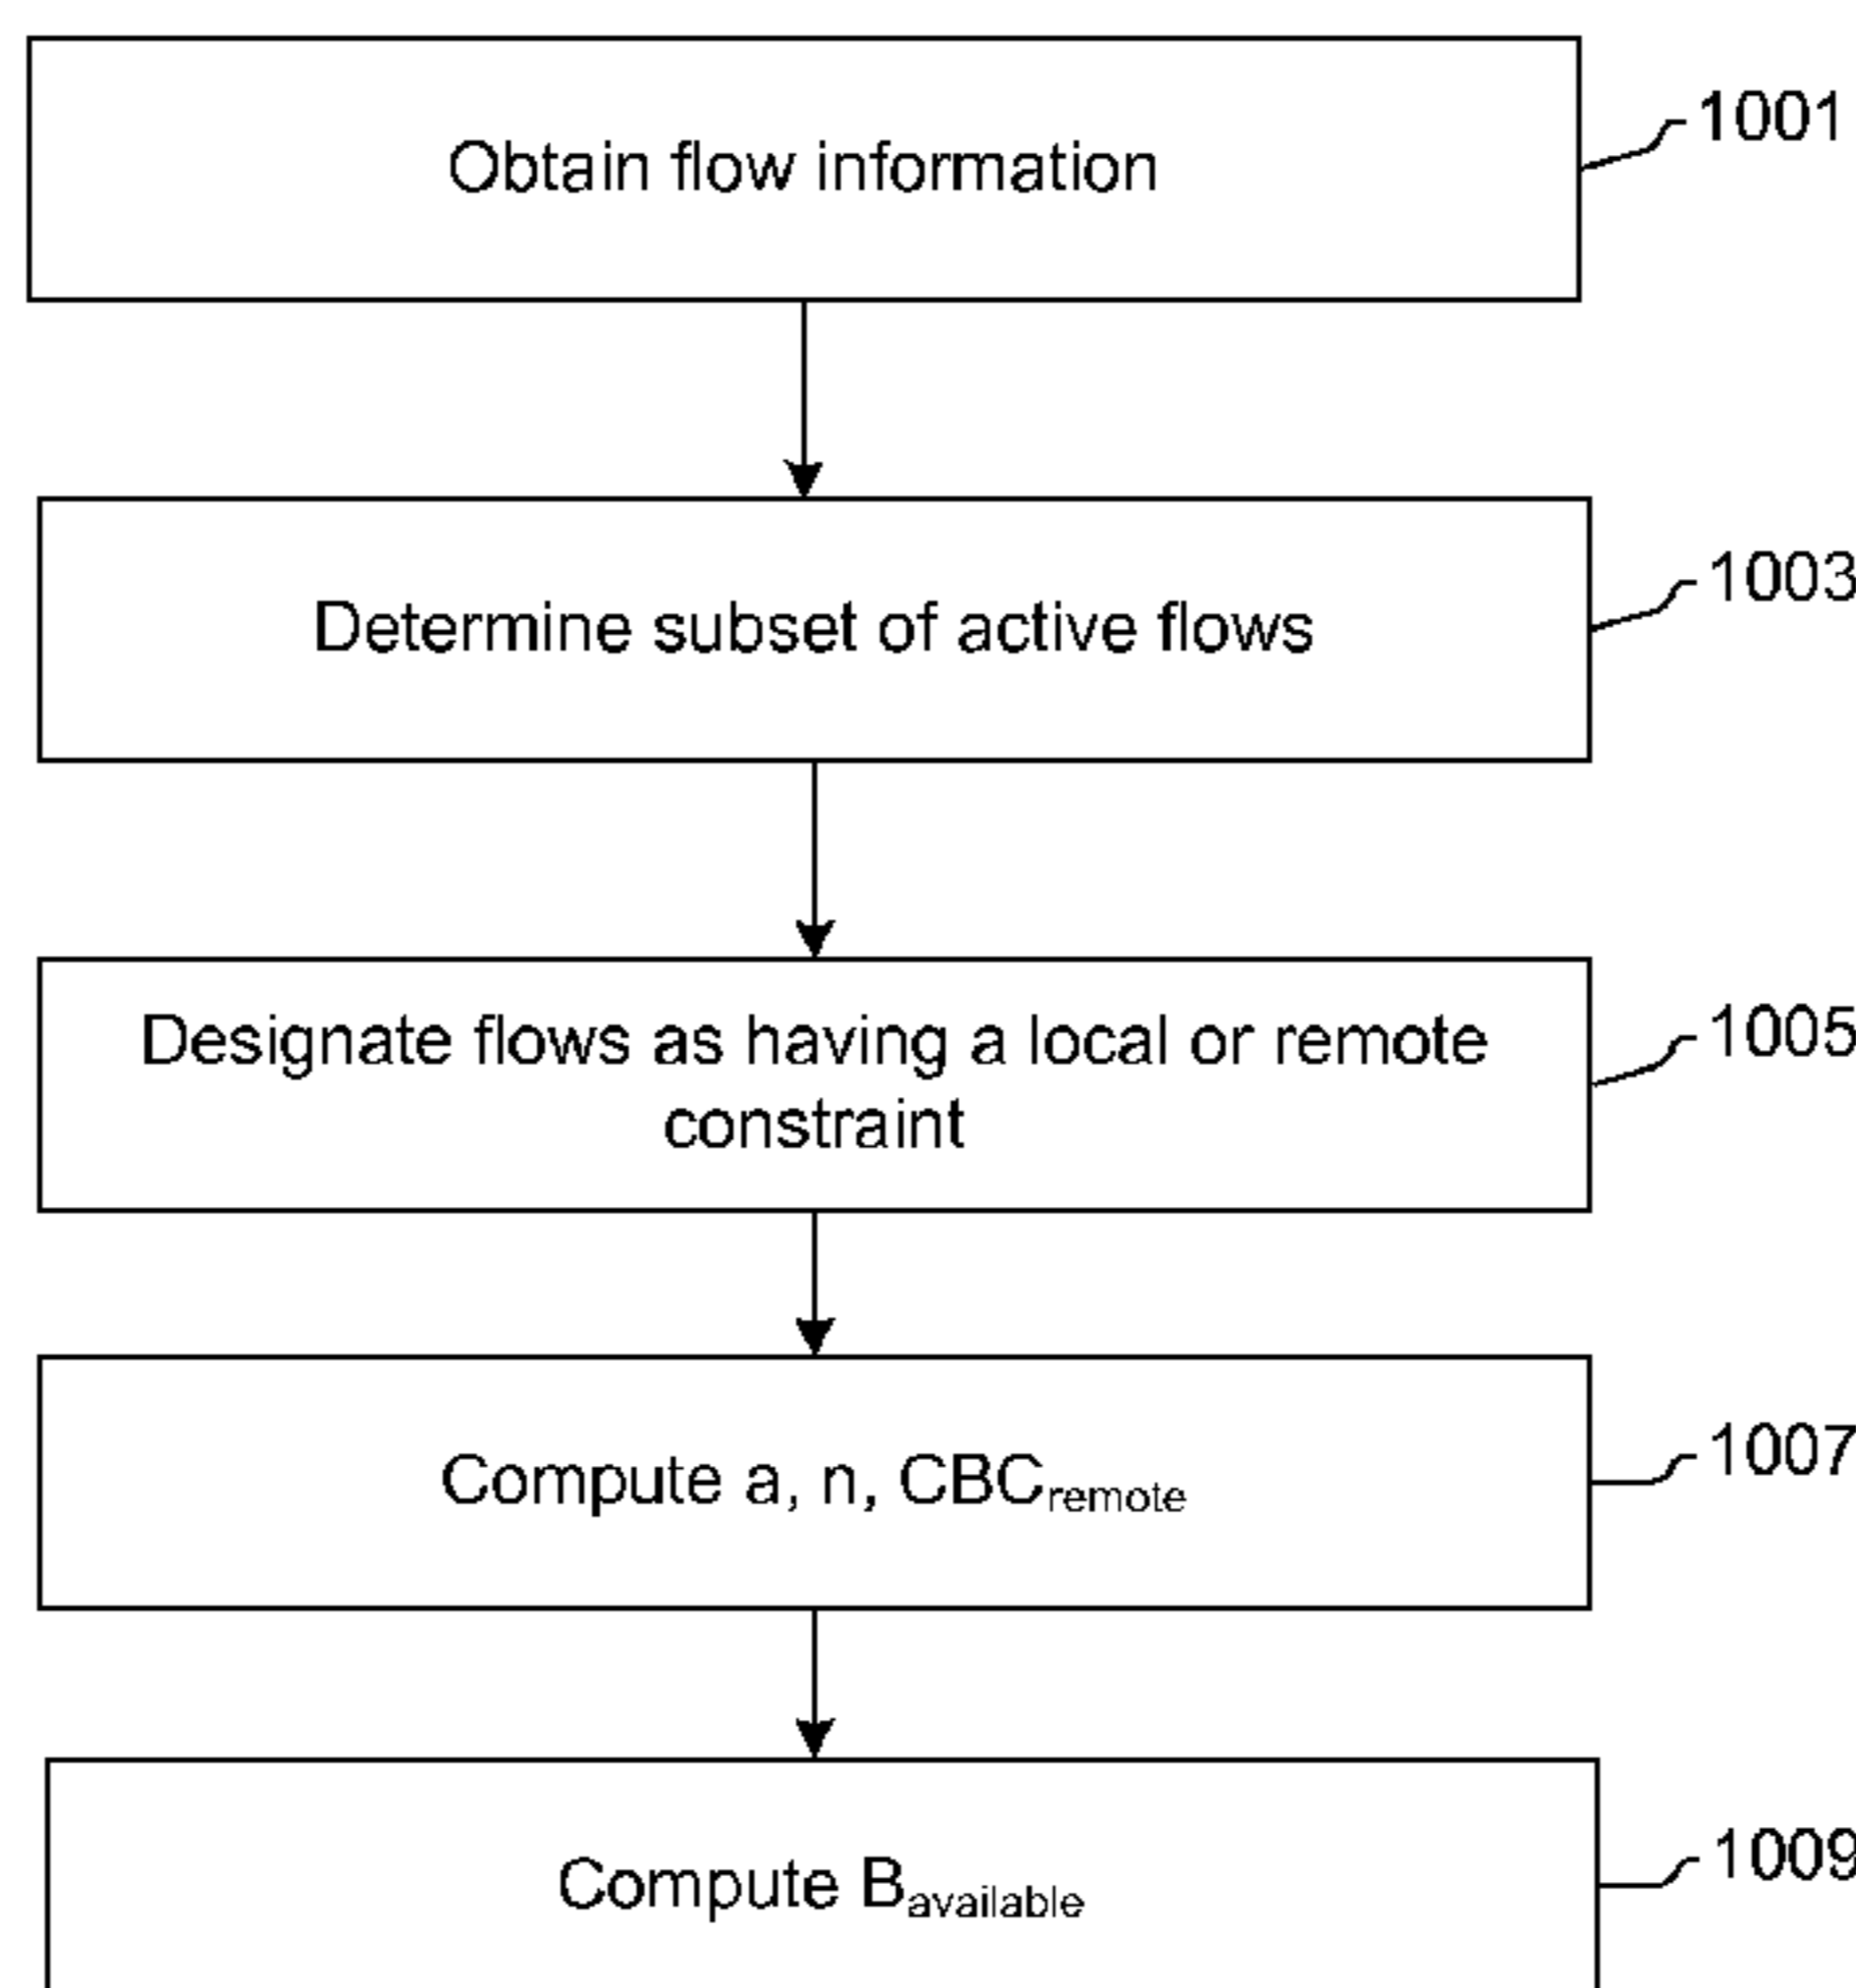 Obtain flow information
1001
Determine subset of active flows
1003
Designate flows as having a local or remote
constraint
1005
Compute a, n, CBCremote
1007
Compute Bavailable
1009